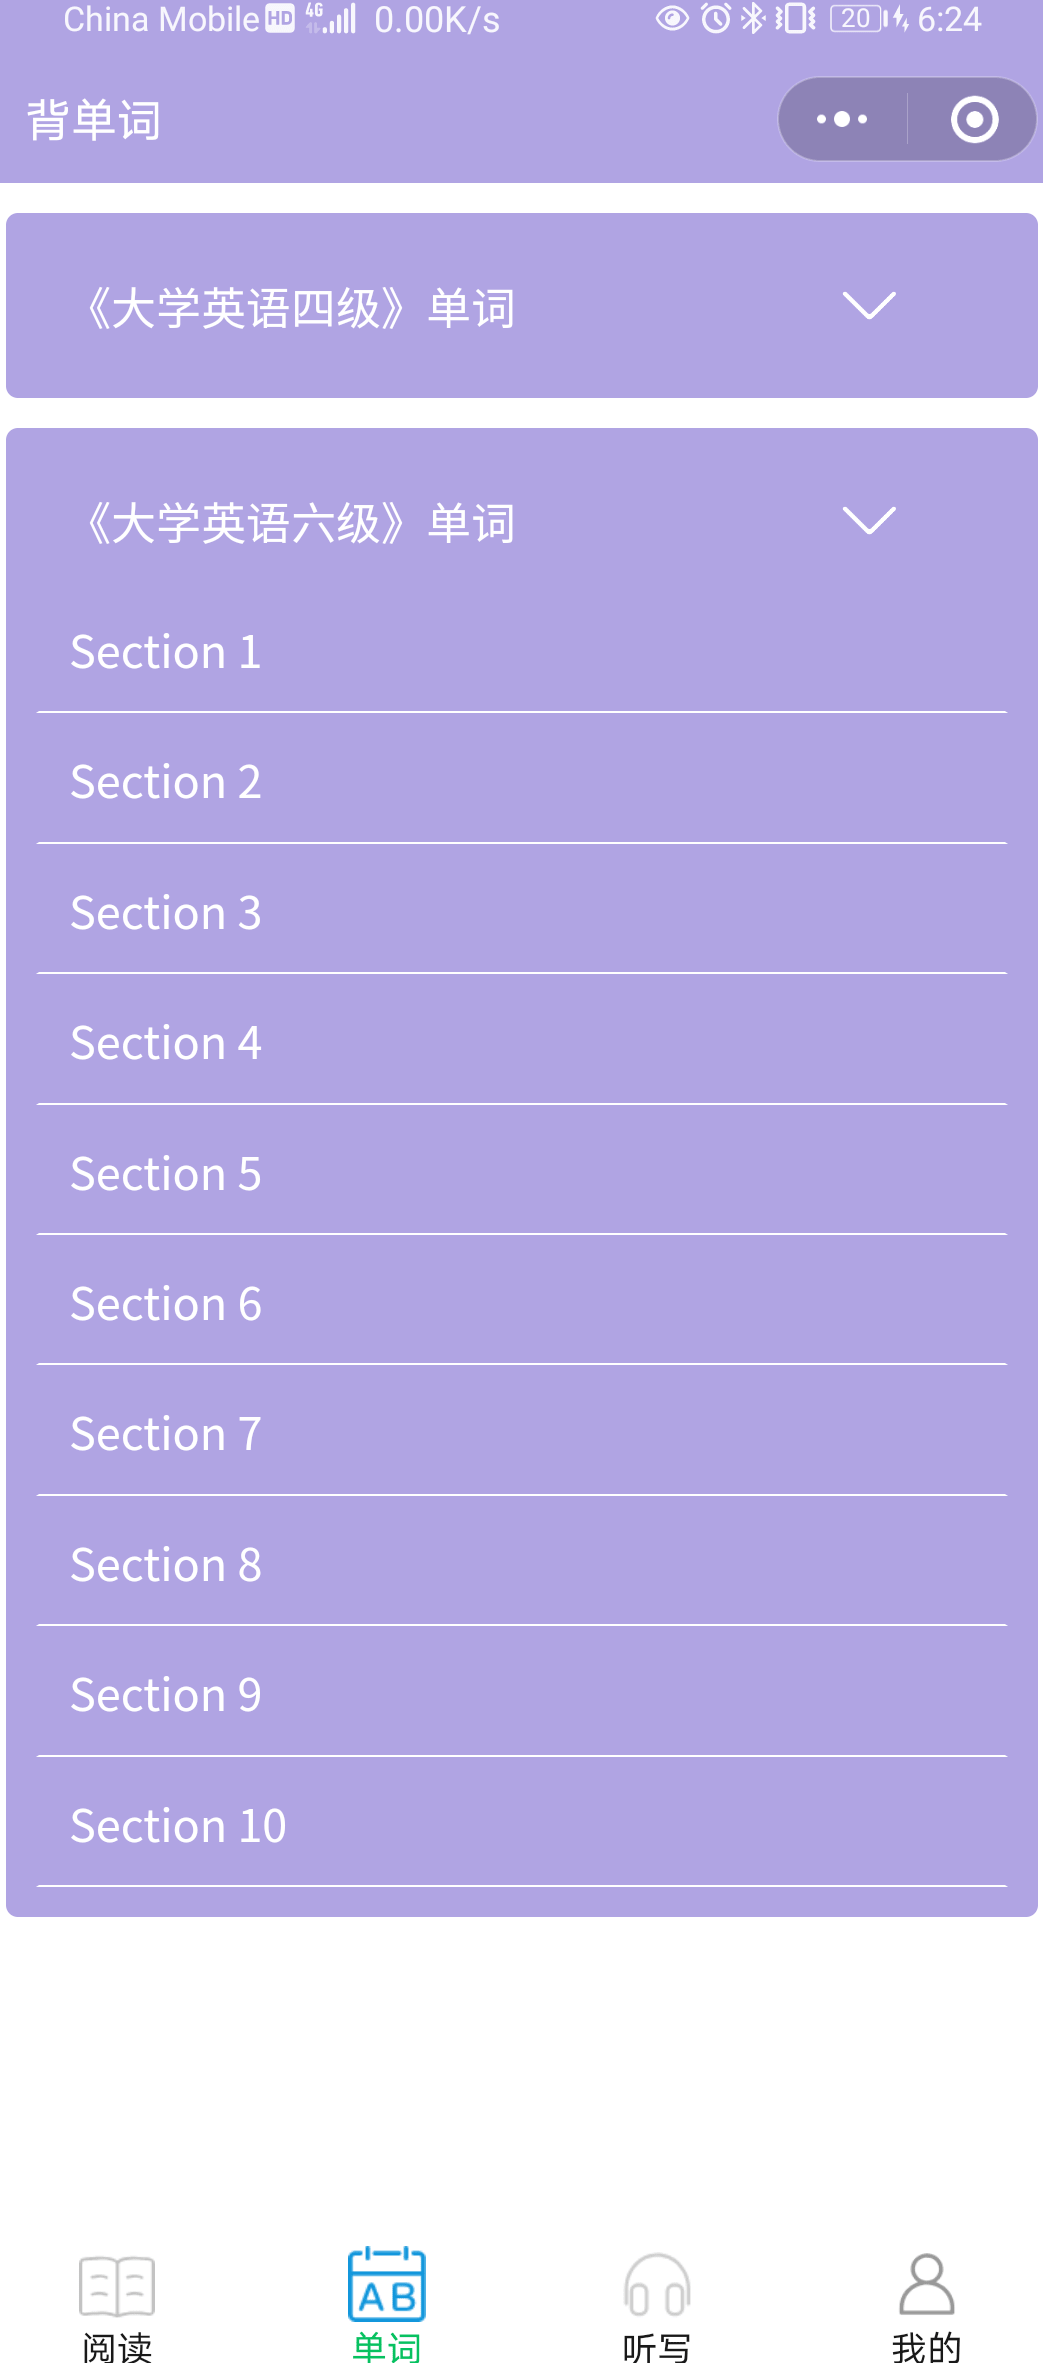 China Mobile HD 4G 0.00K/s 20 6:24
背单词
《大学英语四级》单词
《大学英语六级》单词
Section 1
Section 2
Section 3
Section 4
Section 5
Section 6
Section 7
Section 8
Section 9
Section 10
AB
阅读 单词 听写 我的